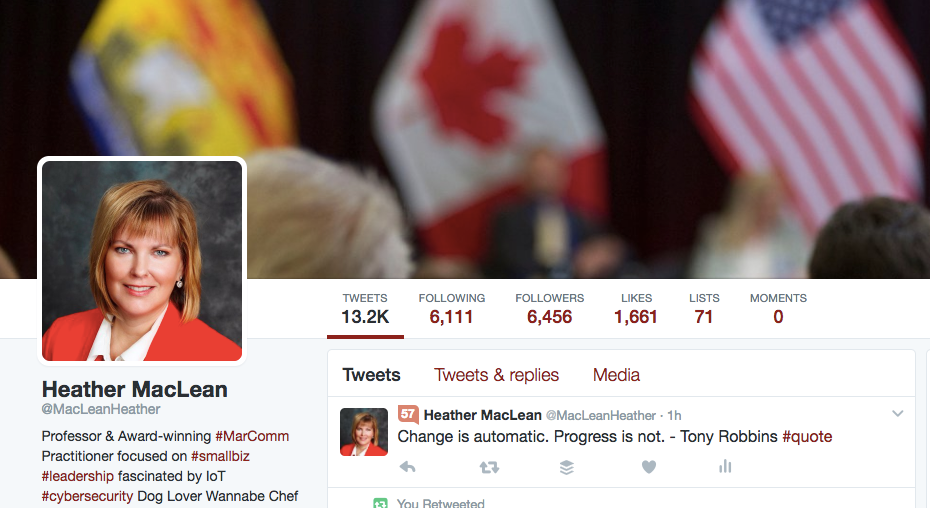 TWEETS FOLLOWING FOLLOWERS LIKES LISTS MOMENTS
13.2K 6,111 6,456 1,661 71 0
Heather MacLean
@MacLeanHeather
Professor & Award-winning #MarComm
Practitioner focused on #smallbiz
#leadership fascinated by IoT
#cybersecurity Dog Lover Wannabe Chef
Tweets Tweets & replies Media
57 Heather MacLean @MacLeanHeather · 1h
Change is automatic. Progress is not. - Tony Robbins #quote
You Retweeted